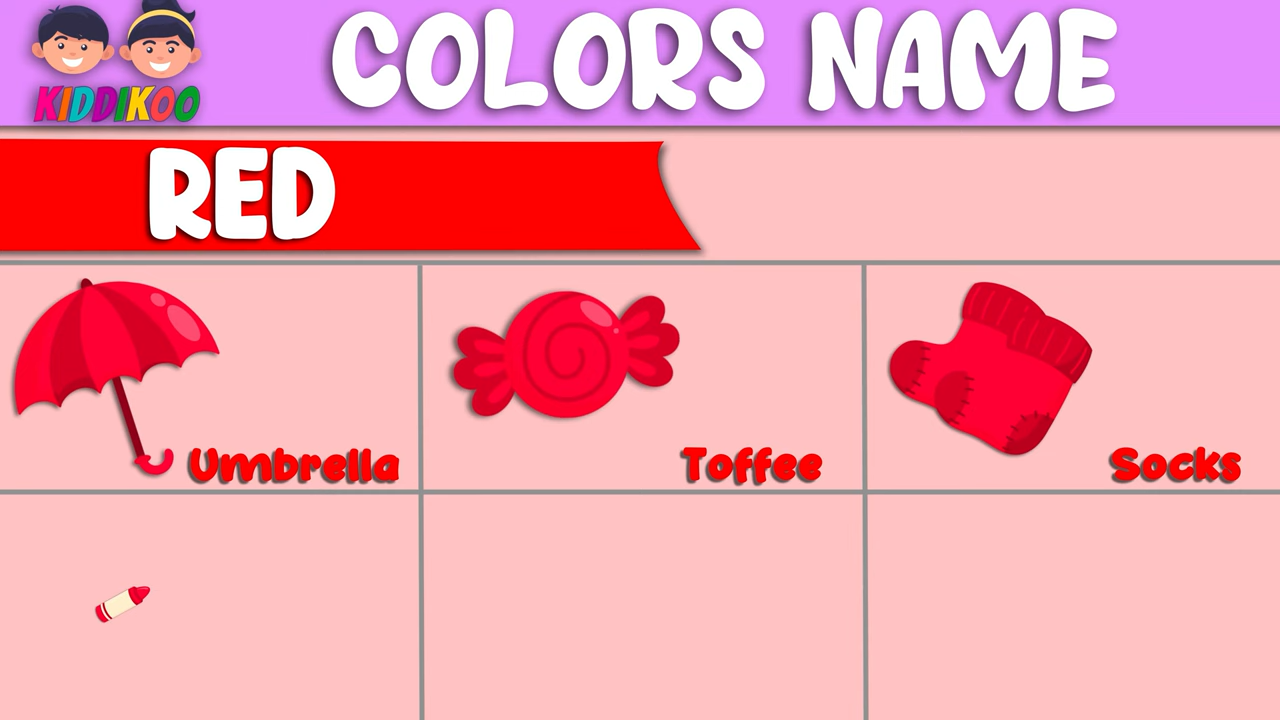 KIDDIKOO
COLORS NAME
RED
Umbrella
Toffee
Socks